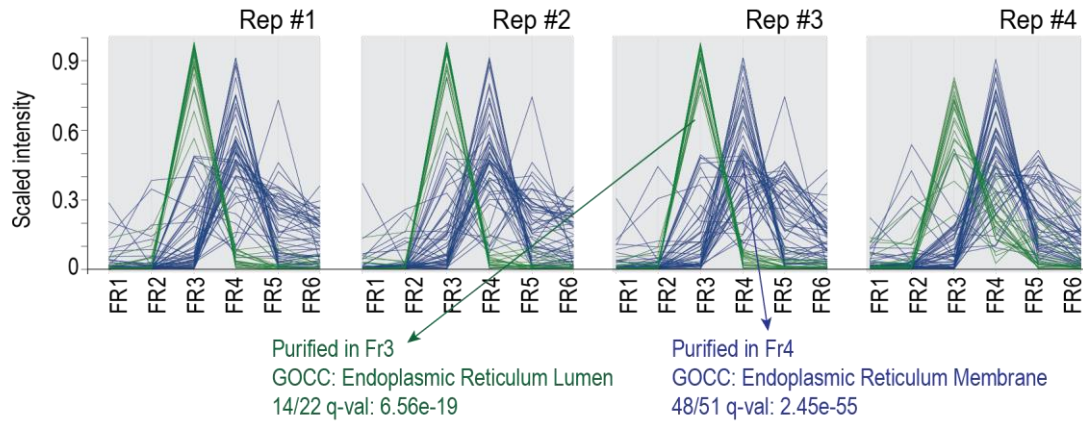 Rep #1 Rep #2 Rep #3 Rep #4
Scaled intensity
0.9
0.6
0.3
0
FR1 FR2 FR3 FR4 FR5 FR6 FR1 FR2 FR3 FR4 FR5 FR6 FR1 FR2 FR3 FR4 FR5 FR6 FR1 FR2 FR3 FR4 FR5 FR6
Purified in Fr3
GOCC: Endoplasmic Reticulum Lumen
14/22 q-val: 6.56e-19
Purified in Fr4
GOCC: Endoplasmic Reticulum Membrane
48/51 q-val: 2.45e-55